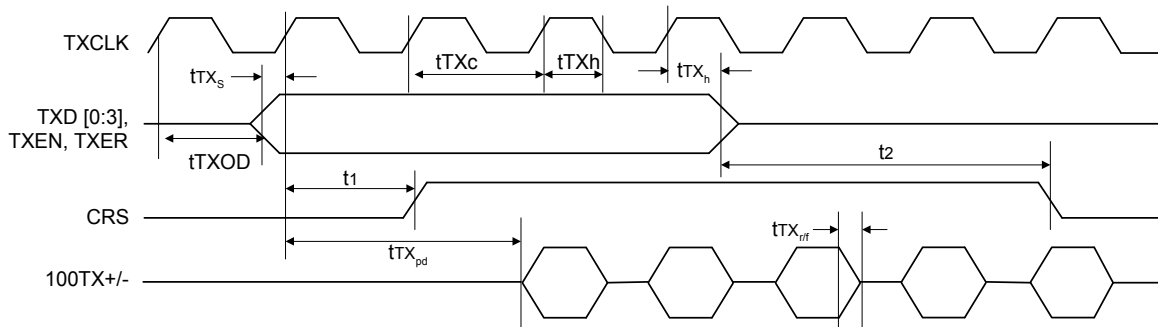 TXCLK
tTXc
tTXh
tTXh
tTXS
TXD [0:3],
TXEN, TXER
tTXOD
t1
t2
CRS
tTXr/f
tTXpd
100TX+/-